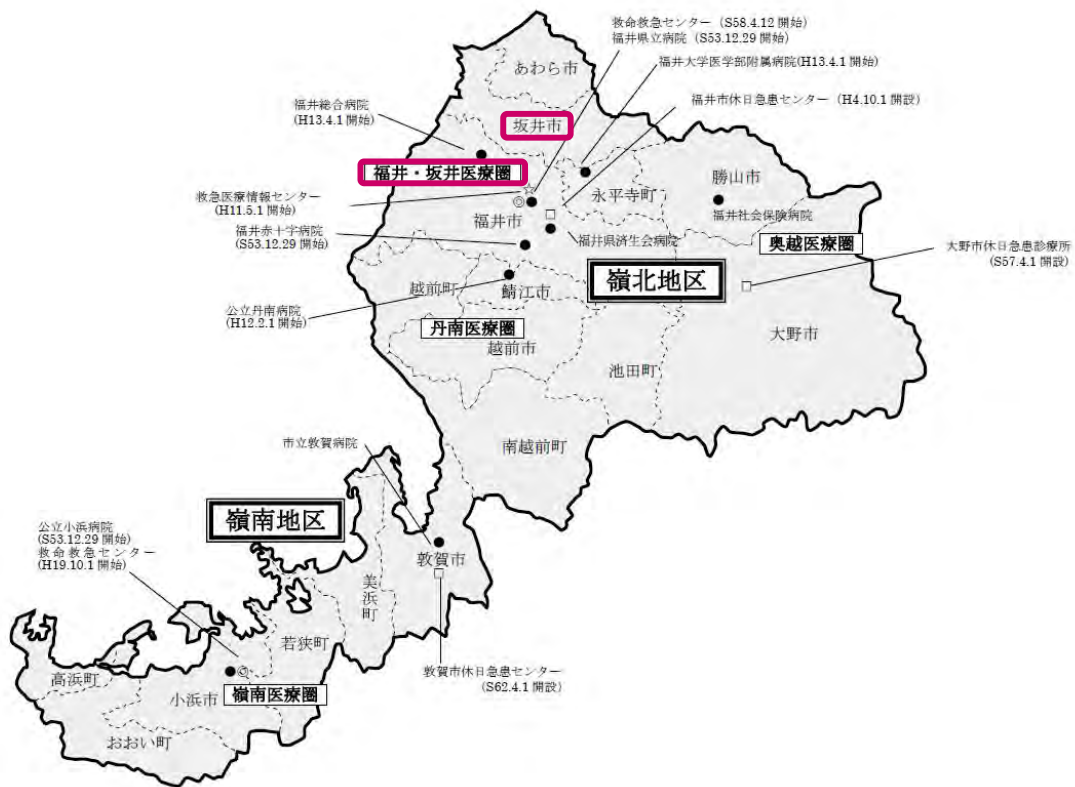 救命救急センター（S58.4.12 開始）
福井県立病院（S53.12.29 開始）
あわら市
福井大学医学部附属病院(H13.4.1 開始)
福井総合病院
(H13.4.1 開始)
福井市休日急患センター（H4.10.1 開設）
坂井市
福井・坂井医療圏
勝山市
永平寺町
救急医療情報センター
(H11.5.1 開始)
福井市
福井社会保険病院
福井赤十字病院
(S53.12.29 開始)
福井県済生会病院
奥越医療圏
大野市休日急患診療所
(S57.4.1 開設)
嶺北地区
越前町
鯖江市
公立丹南病院
(H12.2.1 開始)
丹南医療圏
越前市
大野市
池田町
市立敦賀病院
南越前町
嶺南地区
公立小浜病院
(S53.12.29 開始)
救命救急センター
(H19.10.1 開始)
敦賀市
美浜町
若狭町
敦賀市休日急患センター
(S62.4.1 開設)
高浜町
小浜市
嶺南医療圏
おおい町